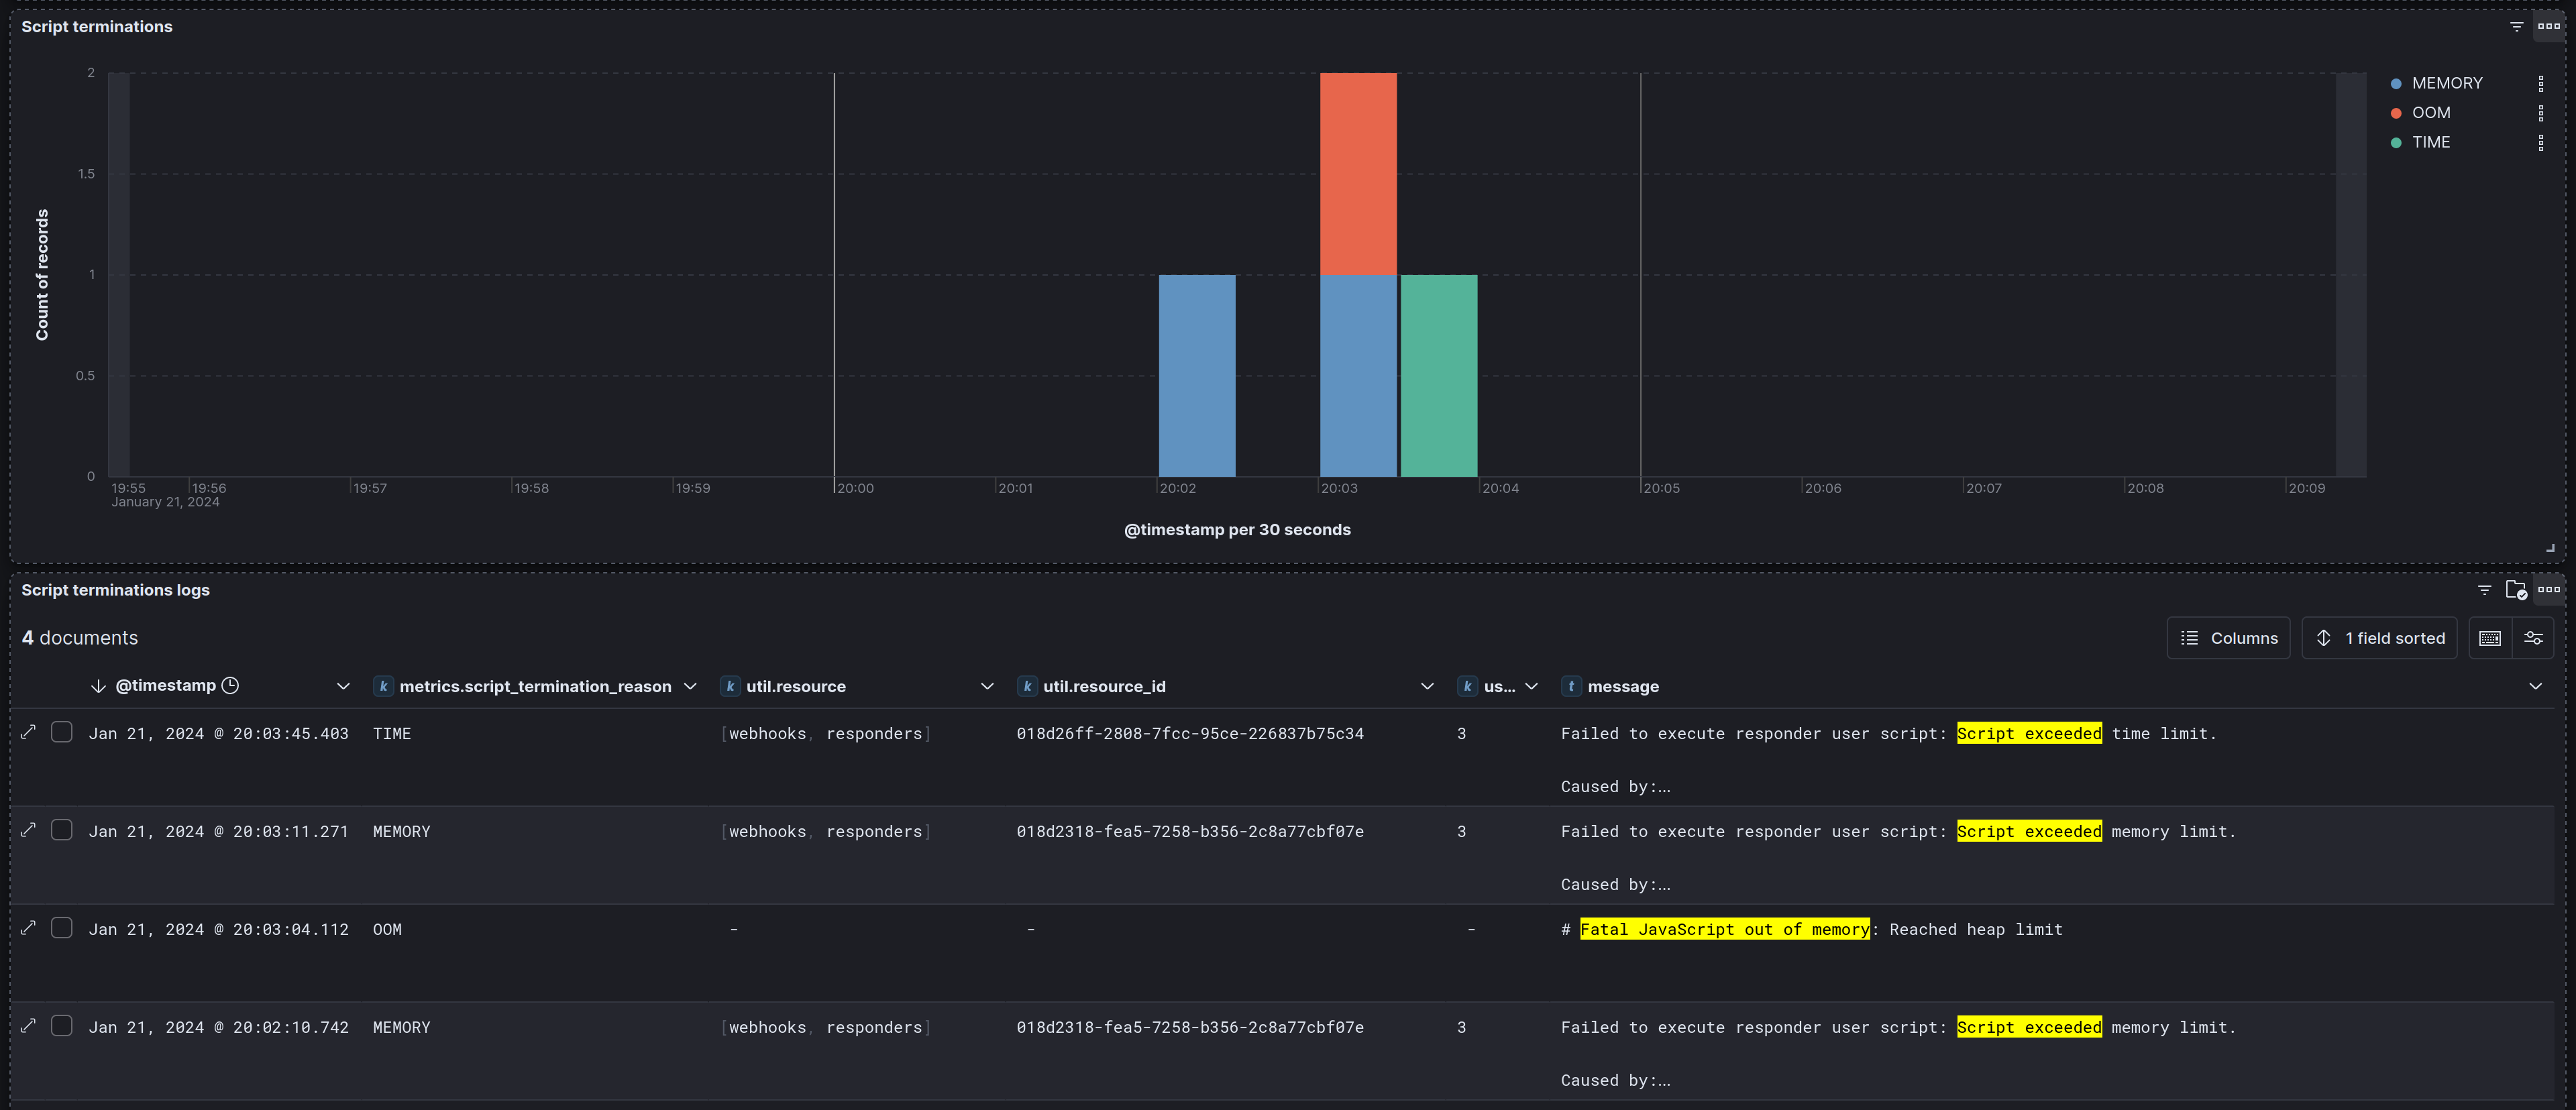 Script terminations
2
1.5
1
0.5
0
Count of records
19:55 19:56 19:57 19:58 19:59 20:00 20:01 20:02 20:03 20:04 20:05 20:06 20:07 20:08 20:09
January 21, 2024
@timestamp per 30 seconds
MEMORY
OOM
TIME
Script terminations logs
4 documents
Columns 1 field sorted
@timestamp k metrics.script_termination_reason k util.resource k util.resource_id k us... t message
Jan 21, 2024 @ 20:03:45.403 TIME [webhooks, responders] 018d26ff-2808-7fcc-95ce-226837b75c34 3 Failed to execute responder user script: Script exceeded time limit.
Caused by:...
Jan 21, 2024 @ 20:03:11.271 MEMORY [webhooks, responders] 018d2318-fea5-7258-b356-2c8a77cbf07e 3 Failed to execute responder user script: Script exceeded memory limit.
Caused by:...
Jan 21, 2024 @ 20:03:04.112 OOM - - - # Fatal JavaScript out of memory: Reached heap limit
Jan 21, 2024 @ 20:02:10.742 MEMORY [webhooks, responders] 018d2318-fea5-7258-b356-2c8a77cbf07e 3 Failed to execute responder user script: Script exceeded memory limit.
Caused by:...